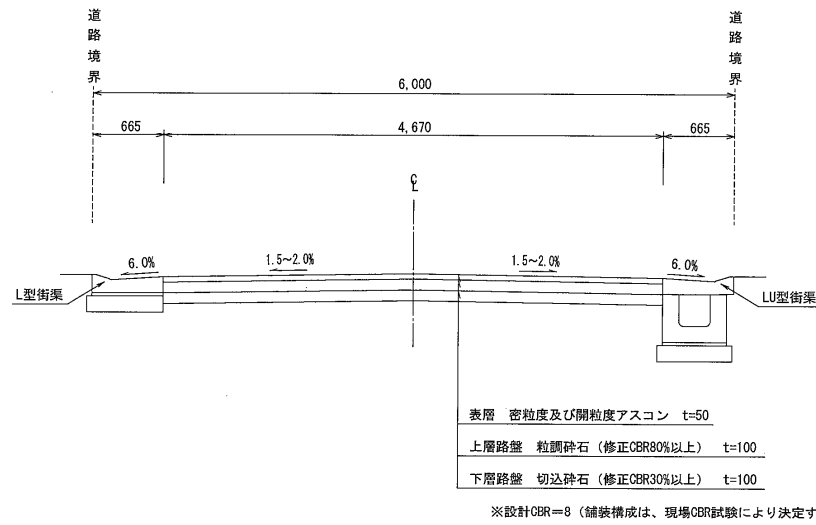 道路境界
道路境界
6,000
665
4,670
665
CL
6.0%
1.5~2.0%
1.5~2.0%
6.0%
L型街渠
LU型街渠
表層 密粒度及び開粒度アスコン t=50
上層路盤 粒調砕石（修正CBR80%以上） t=100
下層路盤 切込砕石（修正CBR30%以上） t=100
※設計CBR=8（舗装構成は、現場CBR試験により決定す